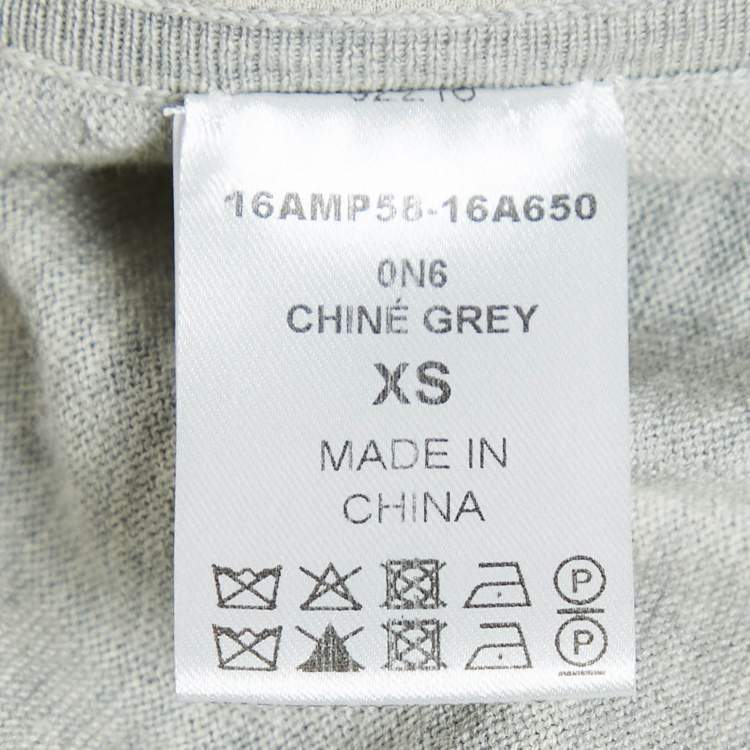 16AMP58-16A650
0N6
CHINÉ GREY
XS
MADE IN
CHINA
P
P